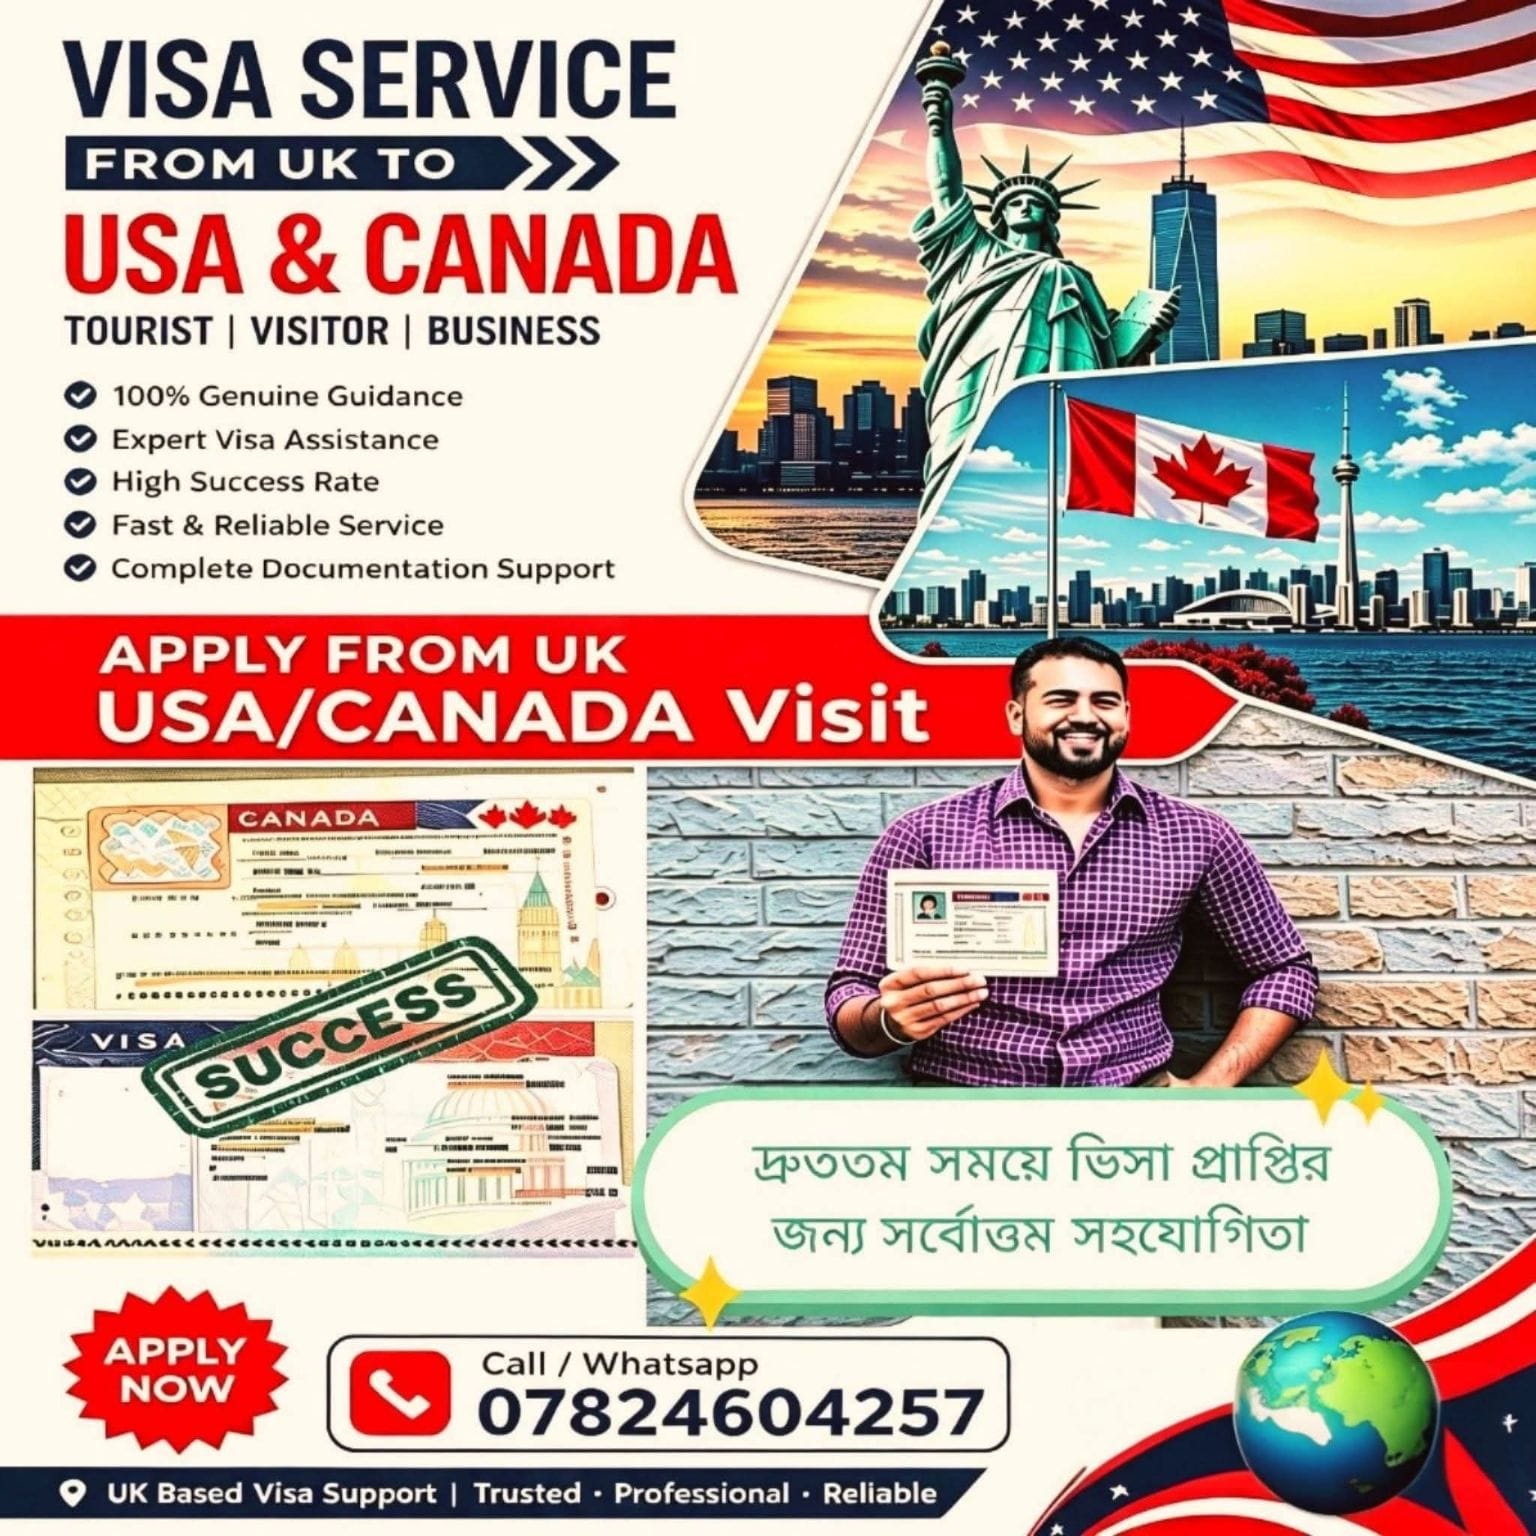 VISA SERVICE
FROM UK TO
USA & CANADA
TOURIST | VISITOR | BUSINESS
100% Genuine Guidance
Expert Visa Assistance
High Success Rate
Fast & Reliable Service
Complete Documentation Support
APPLY FROM UK
USA/CANADA Visit
CANADA
VISA
SUCCESS
দ্রুততম সময়ে ভিসা প্রাপ্তির
জন্য সর্বোত্তম সহযোগিতা
APPLY
NOW
Call / Whatsapp
07824604257
UK Based Visa Support | Trusted · Professional · Reliable